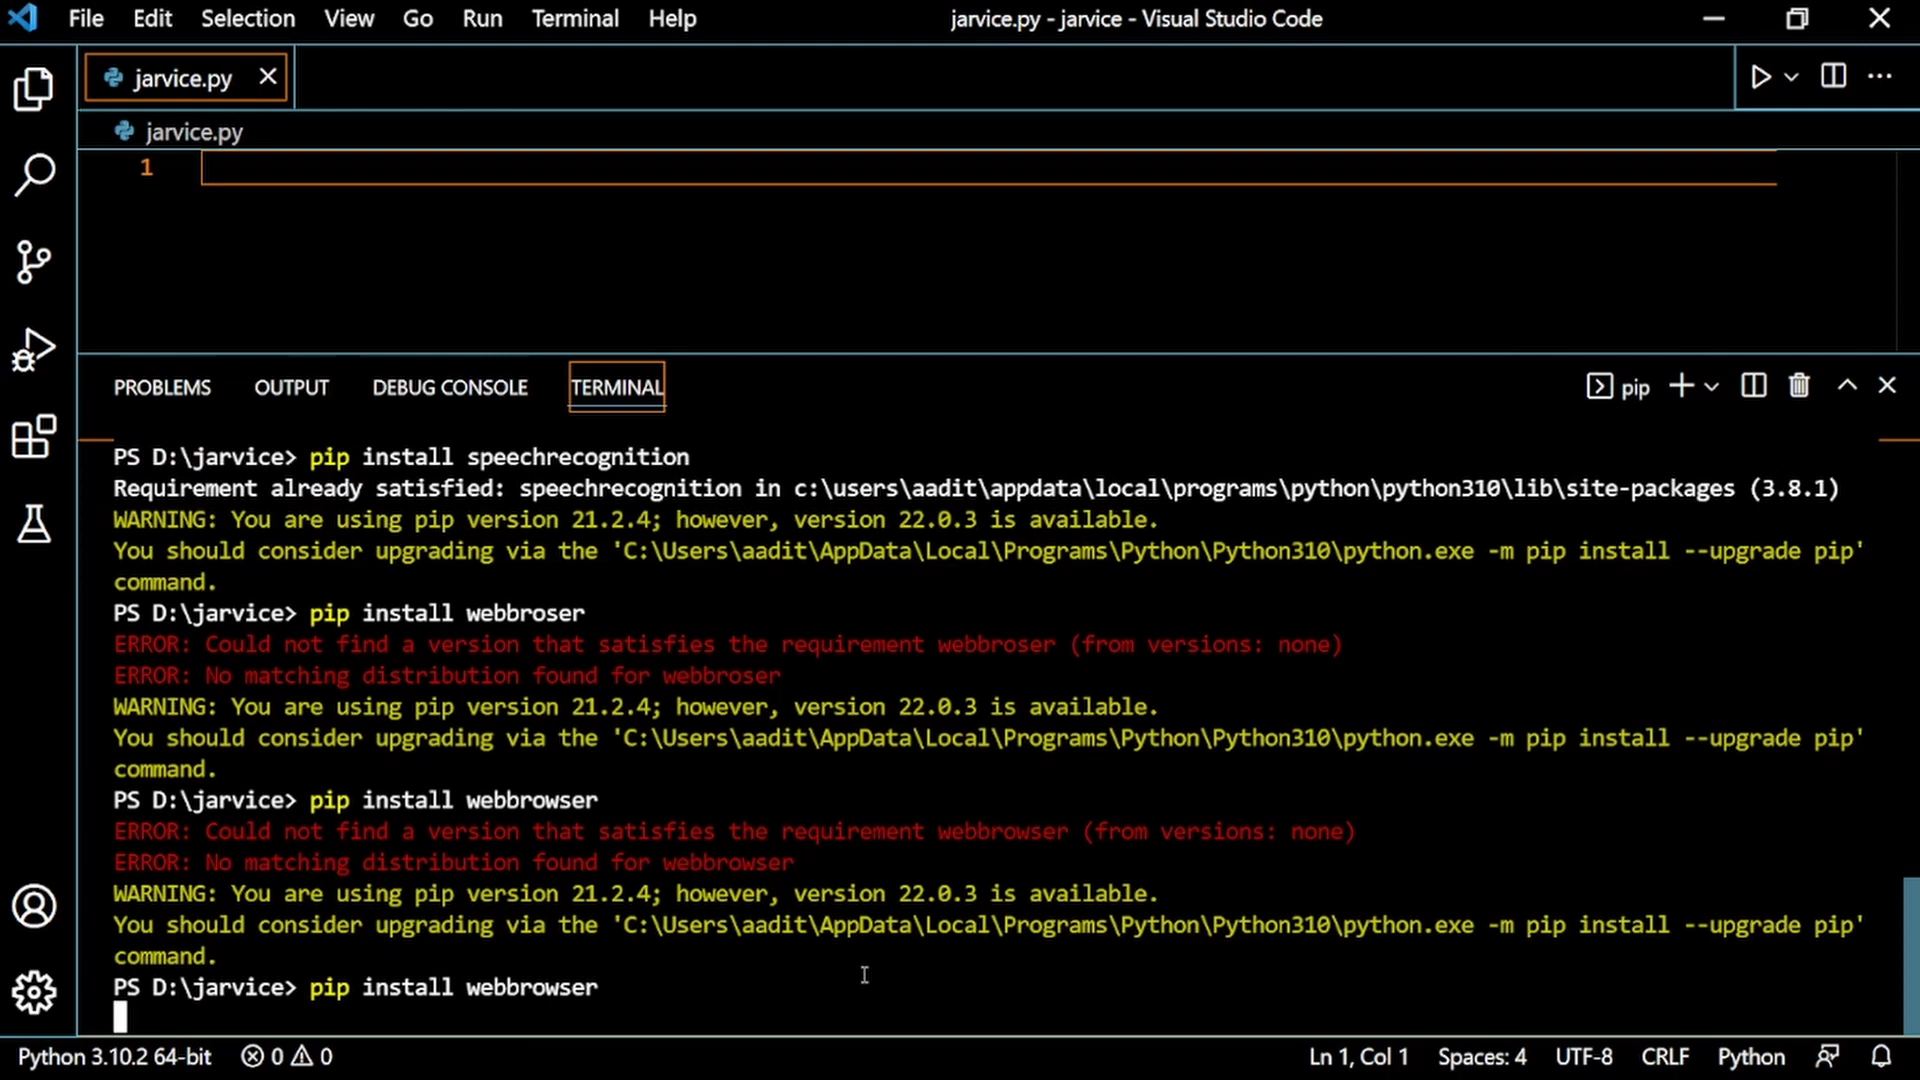 File Edit Selection View Go Run Terminal Help jarvice.py - jarvice - Visual Studio Code
jarvice.py
jarvice.py
1
PROBLEMS OUTPUT DEBUG CONSOLE TERMINAL pip
PS D:\jarvice> pip install speechrecognition
Requirement already satisfied: speechrecognition in c:\users\aadit\appdata\local\programs\python\python310\lib\site-packages (3.8.1)
WARNING: You are using pip version 21.2.4; however, version 22.0.3 is available.
You should consider upgrading via the 'C:\Users\aadit\AppData\Local\Programs\Python\Python310\python.exe -m pip install --upgrade pip'
command.
PS D:\jarvice> pip install webbroser
ERROR: Could not find a version that satisfies the requirement webbroser (from versions: none)
ERROR: No matching distribution found for webbroser
WARNING: You are using pip version 21.2.4; however, version 22.0.3 is available.
You should consider upgrading via the 'C:\Users\aadit\AppData\Local\Programs\Python\Python310\python.exe -m pip install --upgrade pip'
command.
PS D:\jarvice> pip install webbrowser
ERROR: Could not find a version that satisfies the requirement webbrowser (from versions: none)
ERROR: No matching distribution found for webbrowser
WARNING: You are using pip version 21.2.4; however, version 22.0.3 is available.
You should consider upgrading via the 'C:\Users\aadit\AppData\Local\Programs\Python\Python310\python.exe -m pip install --upgrade pip'
command.
PS D:\jarvice> pip install webbrowser
Python 3.10.2 64-bit 0 0 Ln 1, Col 1 Spaces: 4 UTF-8 CRLF Python